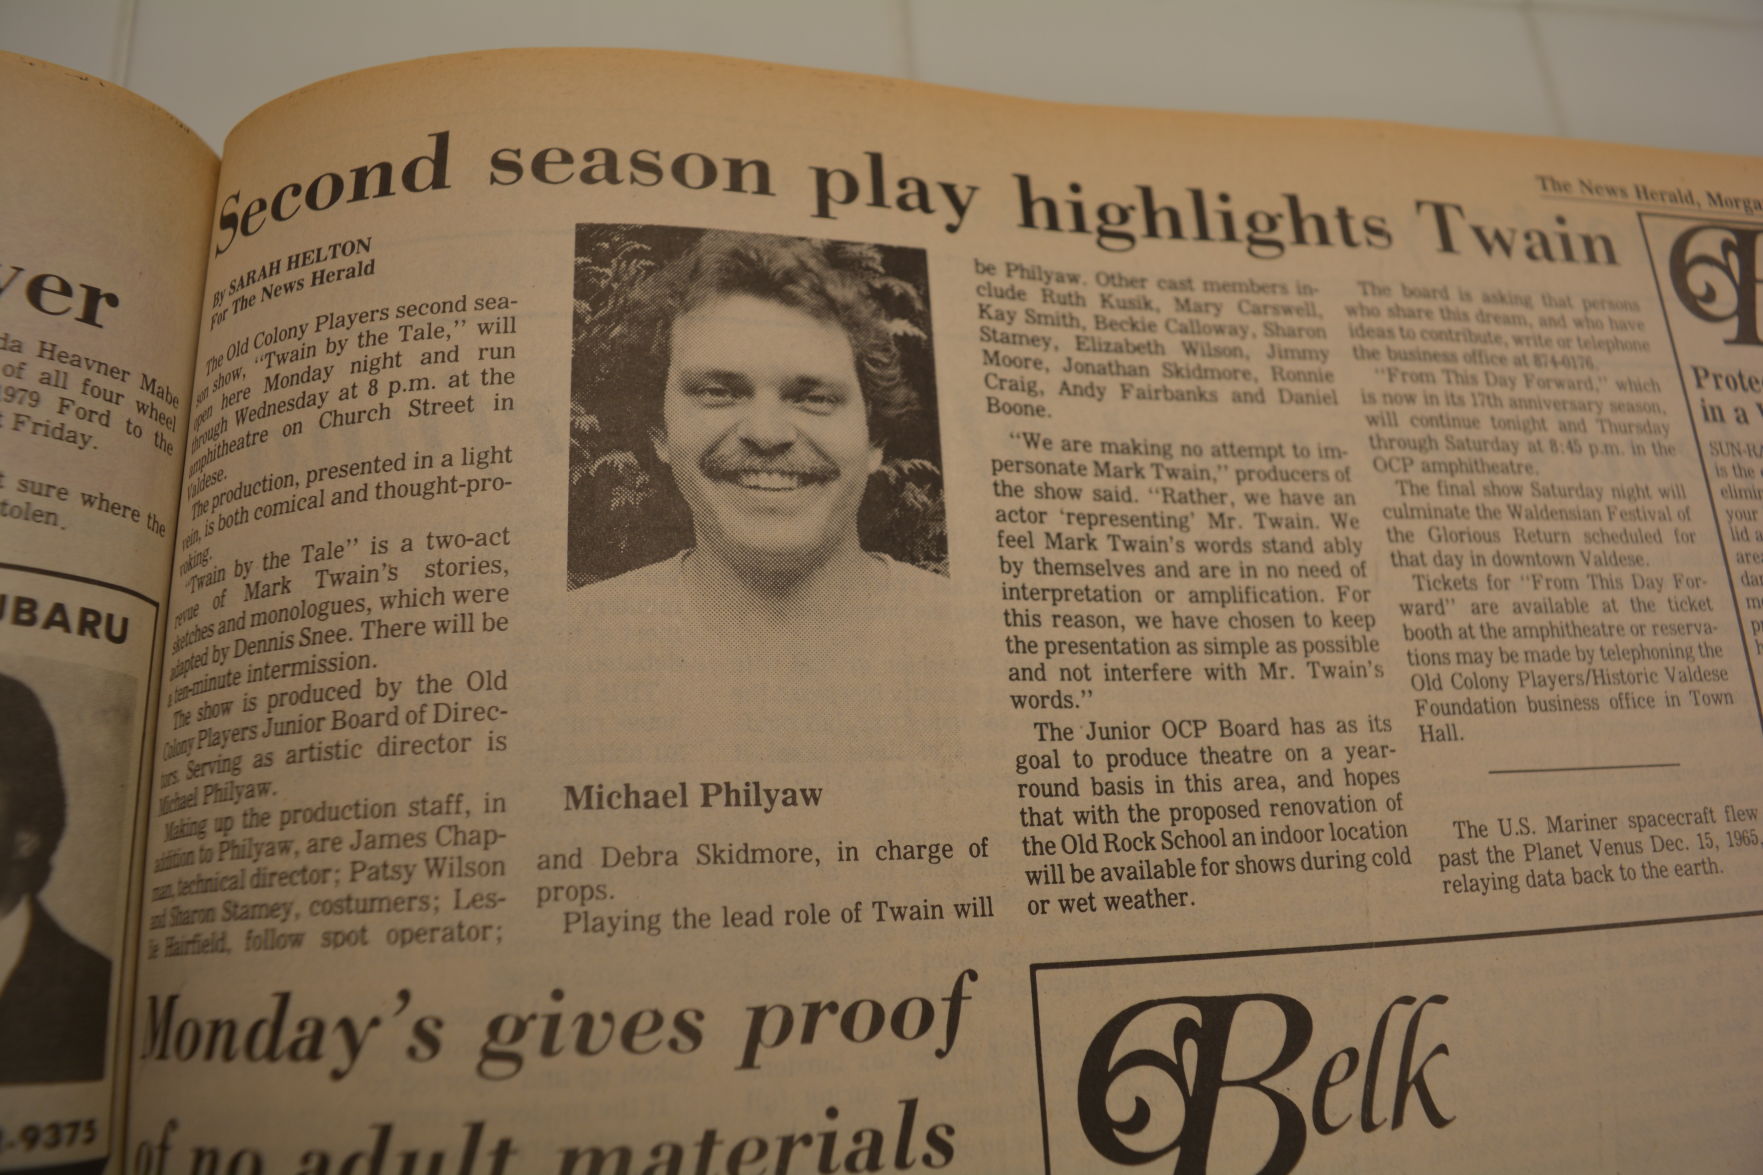 ver
da Heavner Mabe
of all four wheel
1979 Ford to the
t Friday.
t sure where the
tolen.
UBARU
-9375
The News Herald, Morga
Second season play highlights Twain
By SARAH HELTON
For The News Herald
The Old Colony Players second sea-
son show, “Twain by the Tale,” will
open here Monday night and run
through Wednesday at 8 p.m. at the
amphitheatre on Church Street in
Valdese.
The production, presented in a light
vein, is both comical and thought-pro-
voking.
“Twain by the Tale” is a two-act
revue of Mark Twain's stories,
sketches and monologues, which were
adapted by Dennis Snee. There will be
a ten-minute intermission.
The show is produced by the Old
Colony Players Junior Board of Direc-
tors. Serving as artistic director is
Michael Philyaw.
Making up the production staff, in
addition to Philyaw, are James Chap-
man, technical director; Patsy Wilson
and Sharon Starney, costumers; Les-
lie Hairfield, follow spot operator;
Michael Philyaw
and Debra Skidmore, in charge of
props.
Playing the lead role of Twain will
be Philyaw. Other cast members in-
clude Ruth Kusik, Mary Carswell,
Kay Smith, Beckie Calloway, Sharon
Starney, Elizabeth Wilson, Jimmy
Moore, Jonathan Skidmore, Ronnie
Craig, Andy Fairbanks and Daniel
Boone.
“We are making no attempt to im-
personate Mark Twain,” producers of
the show said. “Rather, we have an
actor ‘representing’ Mr. Twain. We
feel Mark Twain's words stand ably
by themselves and are in no need of
interpretation or amplification. For
this reason, we have chosen to keep
the presentation as simple as possible
and not interfere with Mr. Twain's
words.”
The Junior OCP Board has as its
goal to produce theatre on a year-
round basis in this area, and hopes
that with the proposed renovation of
the Old Rock School an indoor location
will be available for shows during cold
or wet weather.
The board is asking that persons
who share this dream, and who have
ideas to contribute, write or telephone
the business office at 874-0176.
“From This Day Forward,” which
is now in its 17th anniversary season,
will continue tonight and Thursday
through Saturday at 8:45 p.m. in the
OCP amphitheatre.
The final show Saturday night will
culminate the Waldensian Festival of
the Glorious Return scheduled for
that day in downtown Valdese.
Tickets for “From This Day For-
ward” are available at the ticket
booth at the amphitheatre or reserva-
tions may be made by telephoning the
Old Colony Players/Historic Valdese
Foundation business office in Town
Hall.
The U.S. Mariner spacecraft flew
past the Planet Venus Dec. 15, 1965,
relaying data back to the earth.
Prote
in a
SUN-RA
is the
elimin
your
lid a
are
Monday's gives proof
of no adult materials
Belk